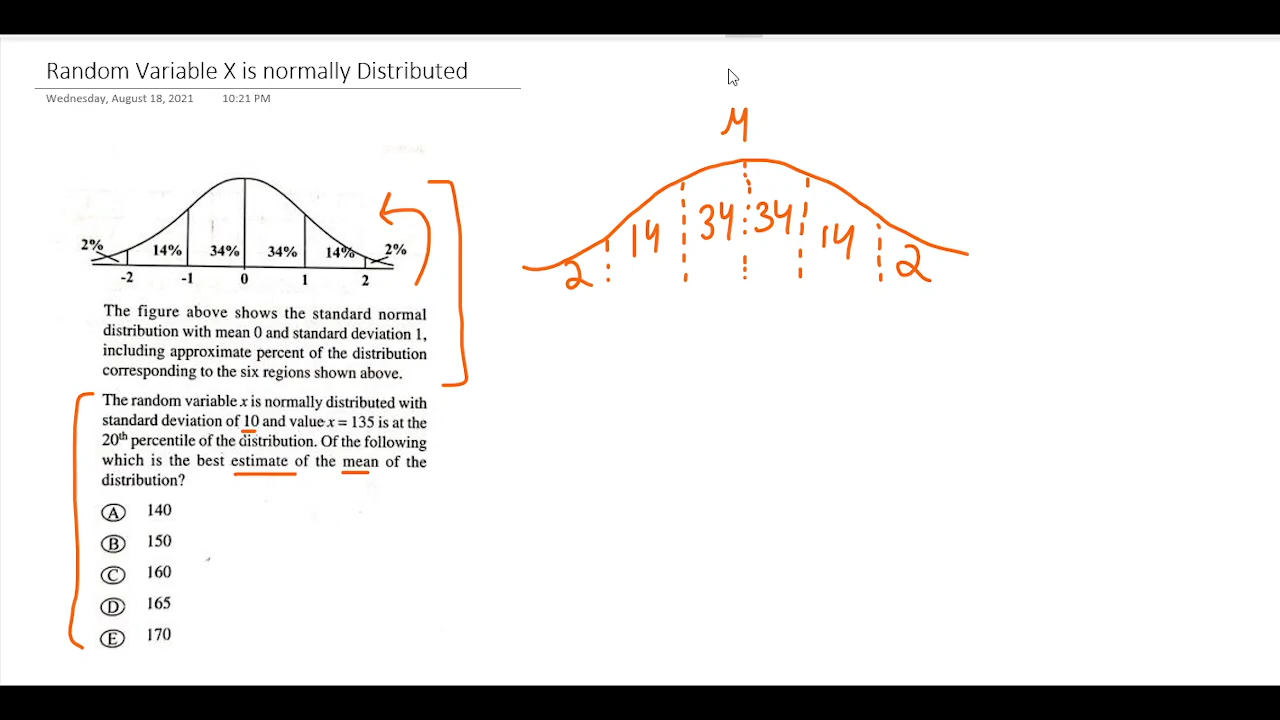 Random Variable X is normally Distributed
Wednesday, August 18, 2021 10:21 PM
μ
14 34 34 14
2 2
2% 14% 34% 34% 14% 2%
-2 -1 0 1 2
The figure above shows the standard normal
distribution with mean 0 and standard deviation 1,
including approximate percent of the distribution
corresponding to the six regions shown above.
The random variable x is normally distributed with
standard deviation of 10 and value x = 135 is at the
20th percentile of the distribution. Of the following
which is the best estimate of the mean of the
distribution?
A 140
B 150
C 160
D 165
E 170